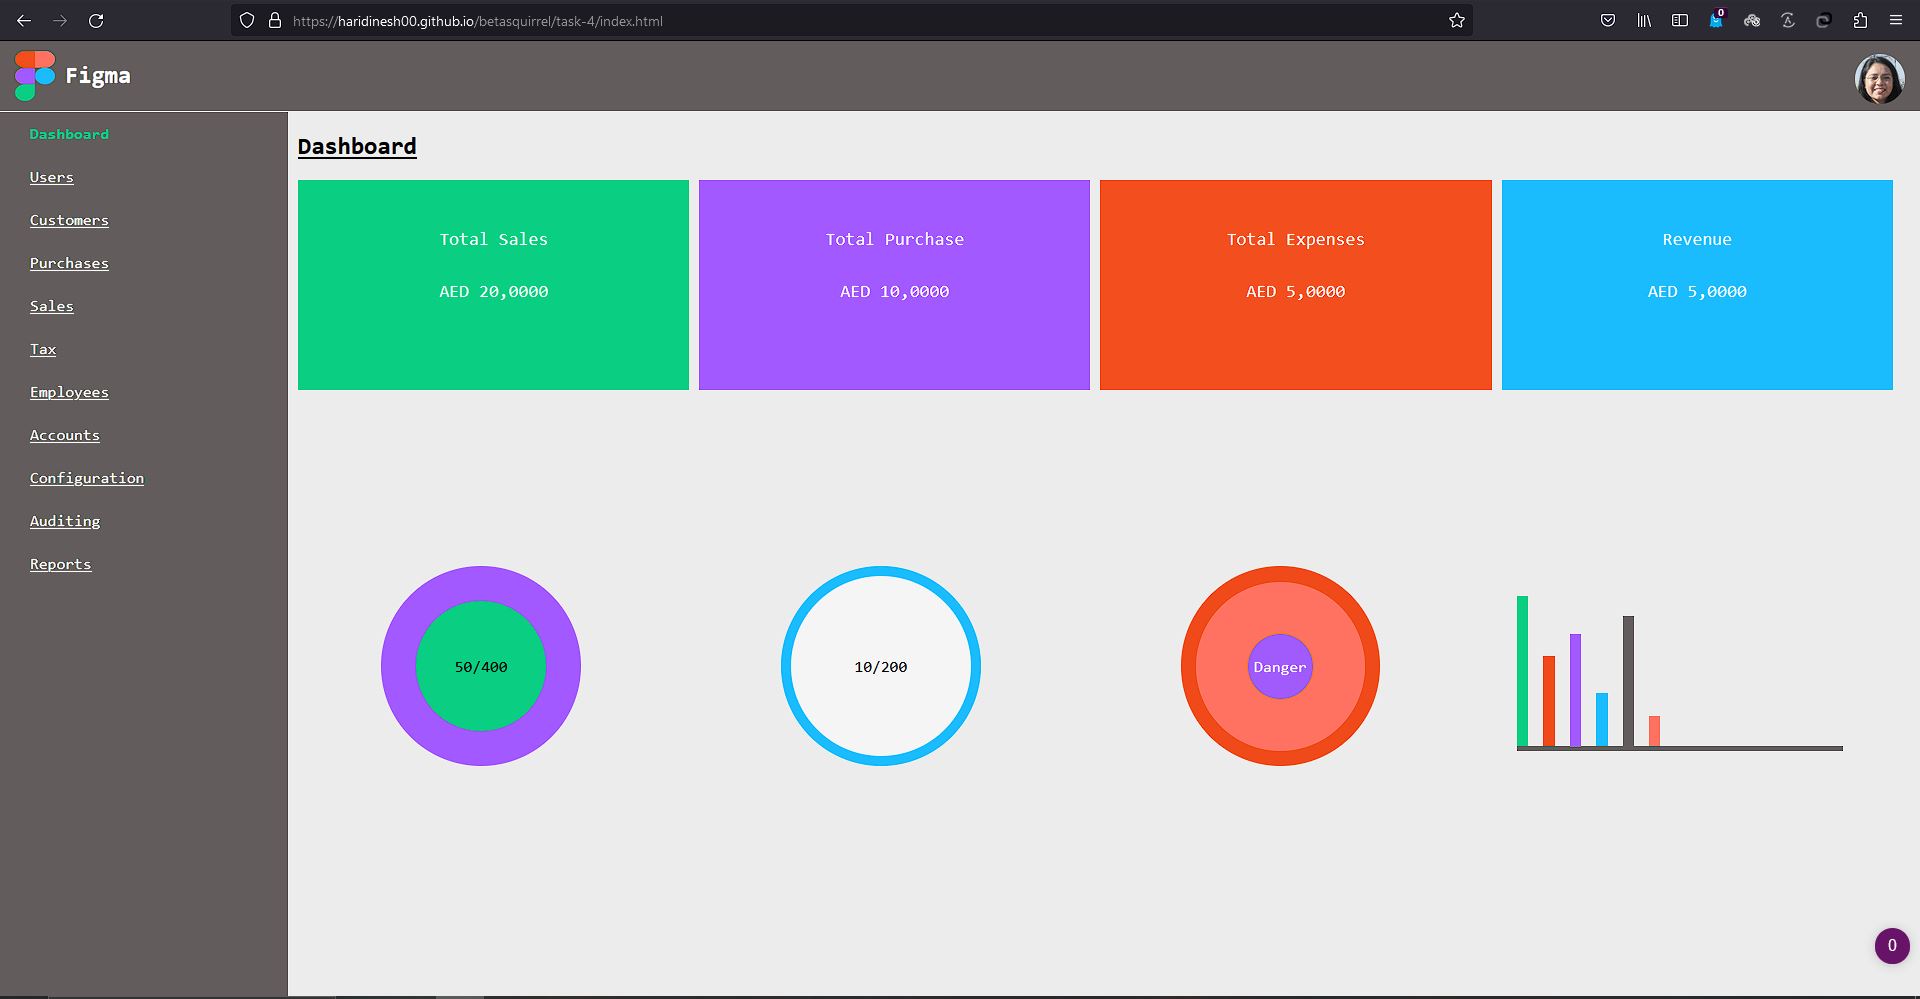 https://haridinesh00.github.io/betasquirrel/task-4/index.html
0
Figma
Dashboard
Users
Customers
Purchases
Sales
Tax
Employees
Accounts
Configuration
Auditing
Reports
Dashboard
Total Sales
AED 20,0000
Total Purchase
AED 10,0000
Total Expenses
AED 5,0000
Revenue
AED 5,0000
50/400
10/200
Danger
0